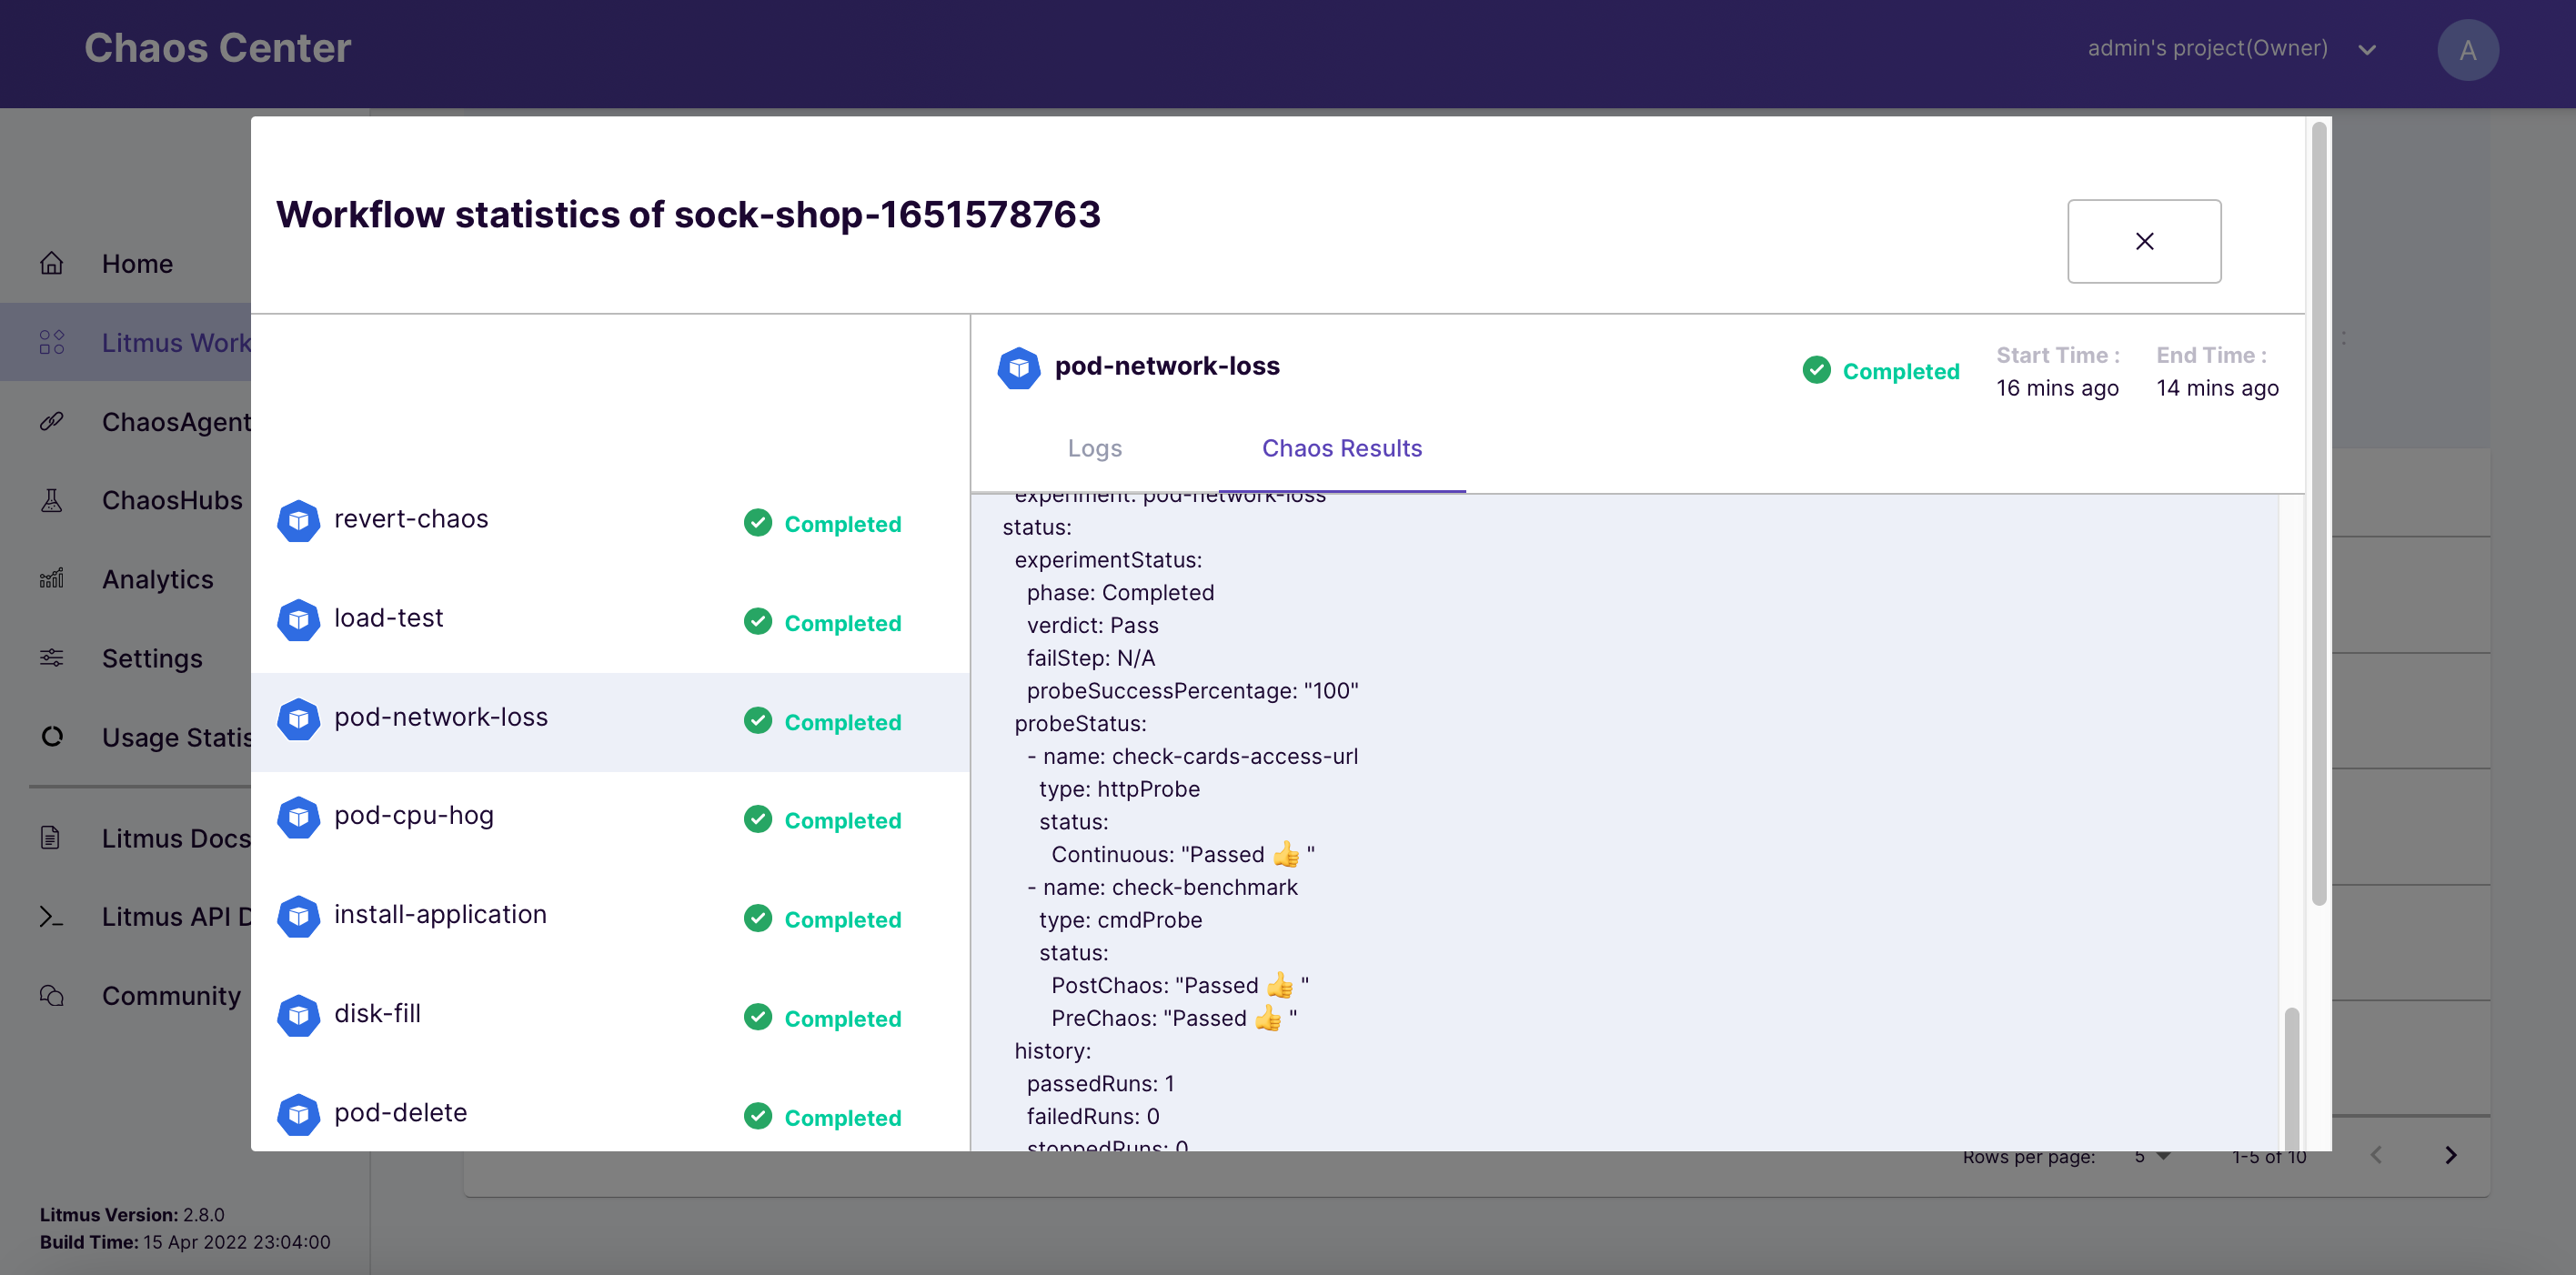 Chaos Center
admin's project(Owner)
A
Home
Litmus Work
ChaosAgent
ChaosHubs
Analytics
Settings
Usage Statis
Litmus Docs
Litmus API D
Community
Litmus Version: 2.8.0
Build Time: 15 Apr 2022 23:04:00
Workflow statistics of sock-shop-1651578763
revert-chaos Completed
load-test Completed
pod-network-loss Completed
pod-cpu-hog Completed
install-application Completed
disk-fill Completed
pod-delete Completed
pod-network-loss
Completed
Start Time :
16 mins ago
End Time :
14 mins ago
Logs
Chaos Results
experiment: pod-network-loss
status:
experimentStatus:
phase: Completed
verdict: Pass
failStep: N/A
probeSuccessPercentage: "100"
probeStatus:
- name: check-cards-access-url
type: httpProbe
status:
Continuous: "Passed 👍 "
- name: check-benchmark
type: cmdProbe
status:
PostChaos: "Passed 👍 "
PreChaos: "Passed 👍 "
history:
passedRuns: 1
failedRuns: 0
stoppedRuns: 0
Rows per page: 5 1-5 of 10